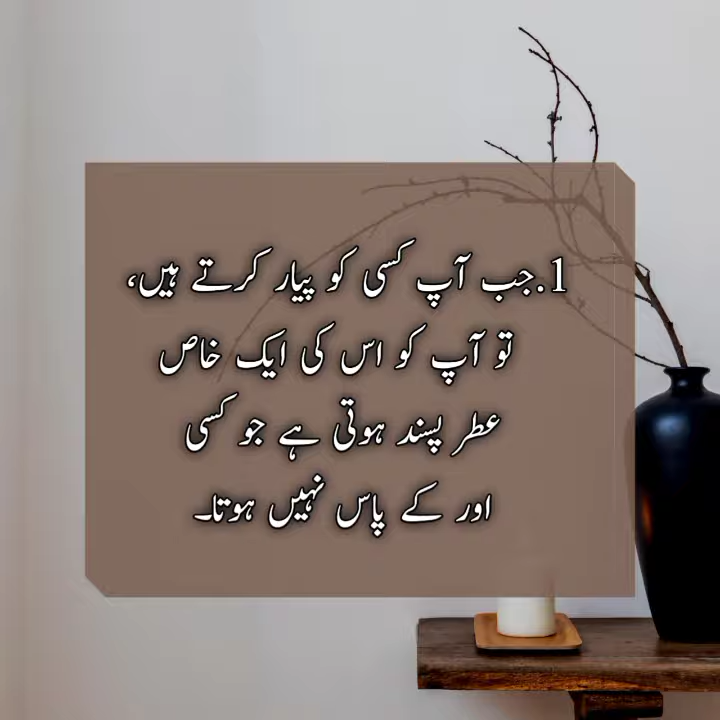 1.جب آپ کسی کو پیار کرتے ہیں،
تو آپ کو اس کی ایک خاص
عطر پسند ہوتی ہے جو کسی
اور کے پاس نہیں ہوتا۔